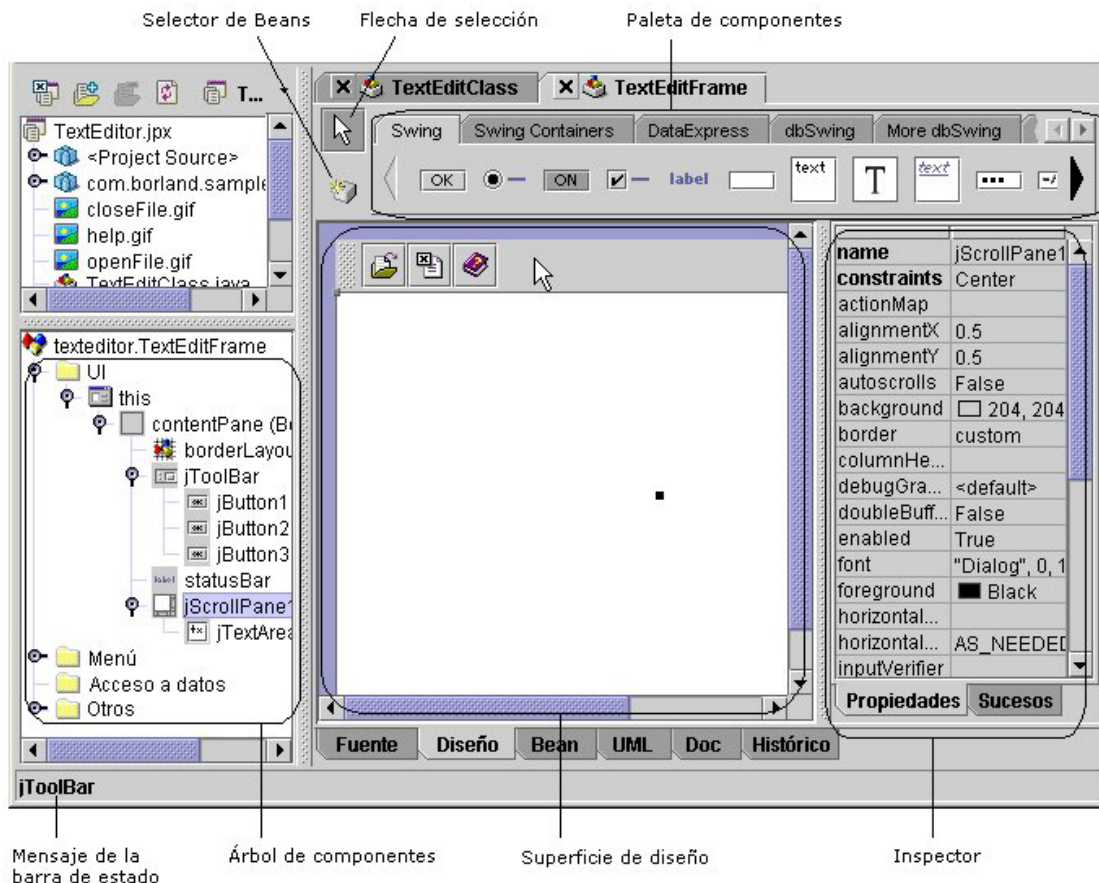 Selector de Beans
Flecha de selección
Paleta de componentes
T...
TextEditClass
TextEditFrame
TextEditor.jpx
<Project Source>
com.borland.sample
closeFile.gif
help.gif
openFile.gif
TextEditClass.java
Swing
Swing Containers
DataExpress
dbSwing
More dbSwing
OK
ON
label
text
T
text
texteditor.TextEditFrame
UI
this
contentPane (Bo
borderLayou
jToolBar
jButton1
jButton2
jButton3
statusBar
jScrollPane1
jTextArea
Menú
Acceso a datos
Otros
name jScrollPane1
constraints Center
actionMap
alignmentX 0.5
alignmentY 0.5
autoscrolls False
background 204, 204
border custom
columnHe...
debugGra... <default>
doubleBuff... False
enabled True
font "Dialog", 0, 1
foreground Black
horizontal...
horizontal... AS_NEEDED
inputVerifier
Propiedades
Sucesos
Fuente
Diseño
Bean
UML
Doc
Histórico
jToolBar
Mensaje de la
barra de estado
Árbol de componentes
Superficie de diseño
Inspector